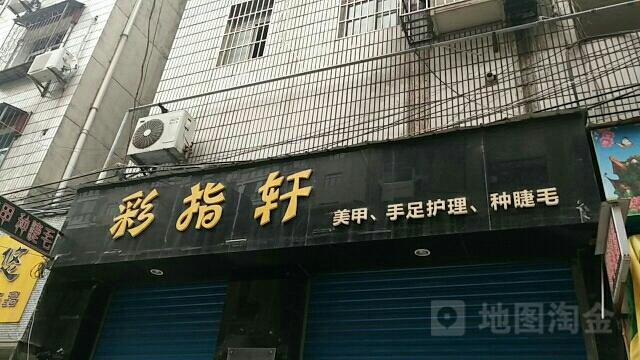 彩指轩
美甲、手足护理、种睫毛
甲 种睫毛
地图淘金